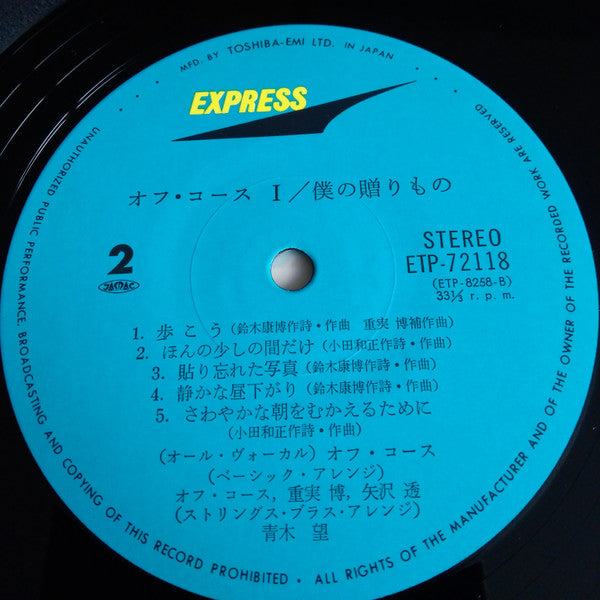 MFD. BY TOSHIBA-EMI LTD. IN JAPAN
EXPRESS
オフ・コース I/僕の贈りもの
2
JASRAC
STEREO
ETP-72118
(ETP-8258-B)
33⅓ r.p.m.
1. 歩こう(鈴木康博作詩・作曲 重実 博補作曲)
2. ほんの少しの間だけ(小田和正作詩・作曲)
3. 貼り忘れた写真(鈴木康博作詩・作曲)
4. 静かな昼下がり(鈴木康博作詩・作曲)
5. さわやかな朝をむかえるために
(小田和正作詩・作曲)
(オール・ヴォーカル) オフ・コース
(ベーシック・アレンジ)
オフ・コース, 重実 博, 矢沢 透
(ストリングス・ブラス・アレンジ)
青木 望
UNAUTHORIZED PUBLIC PERFORMANCE, BROADCASTING AND COPYING OF THIS RECORD PROHIBITED • ALL RIGHTS OF THE MANUFACTURER AND OF THE OWNER OF THE RECORDED WORK ARE RESERVED